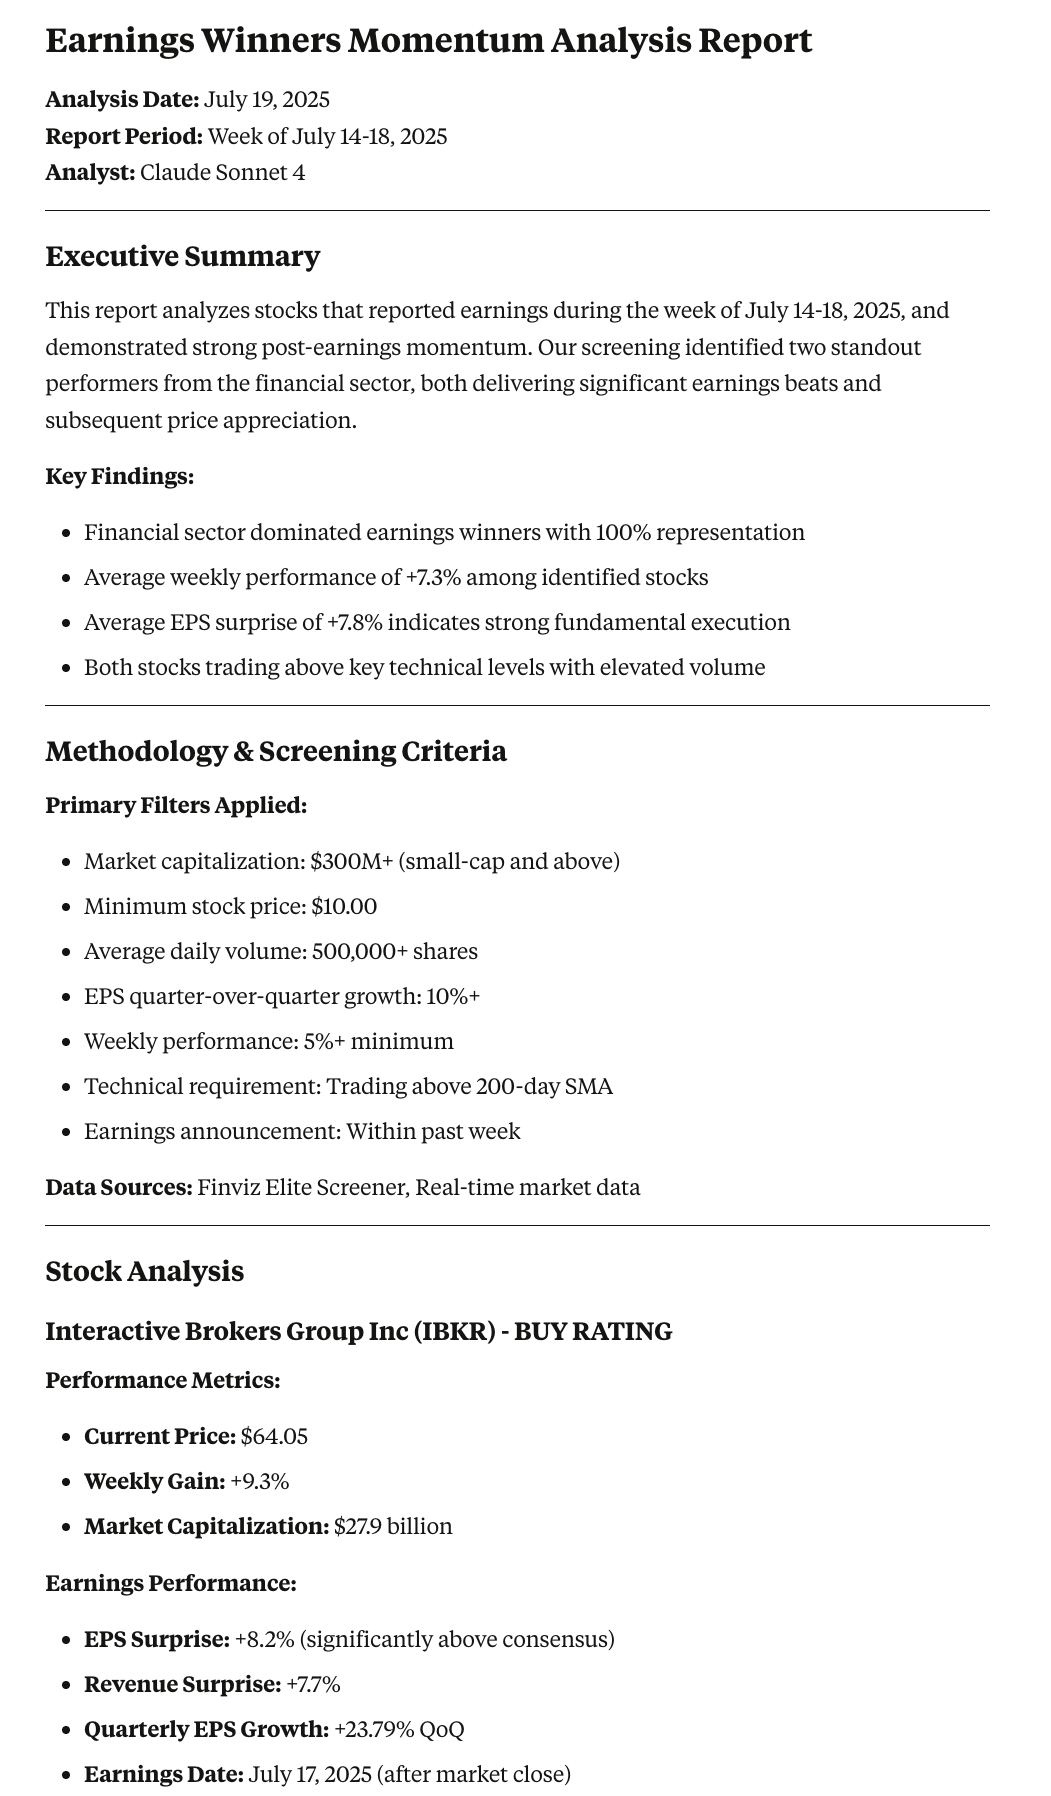 Earnings Winners Momentum Analysis Report
Analysis Date: July 19, 2025
Report Period: Week of July 14-18, 2025
Analyst: Claude Sonnet 4
Executive Summary
This report analyzes stocks that reported earnings during the week of July 14-18, 2025, and
demonstrated strong post-earnings momentum. Our screening identified two standout
performers from the financial sector, both delivering significant earnings beats and
subsequent price appreciation.
Key Findings:
• Financial sector dominated earnings winners with 100% representation
• Average weekly performance of +7.3% among identified stocks
• Average EPS surprise of +7.8% indicates strong fundamental execution
• Both stocks trading above key technical levels with elevated volume
Methodology & Screening Criteria
Primary Filters Applied:
• Market capitalization: $300M+ (small-cap and above)
• Minimum stock price: $10.00
• Average daily volume: 500,000+ shares
• EPS quarter-over-quarter growth: 10%+
• Weekly performance: 5%+ minimum
• Technical requirement: Trading above 200-day SMA
• Earnings announcement: Within past week
Data Sources: Finviz Elite Screener, Real-time market data
Stock Analysis
Interactive Brokers Group Inc (IBKR) - BUY RATING
Performance Metrics:
• Current Price: $64.05
• Weekly Gain: +9.3%
• Market Capitalization: $27.9 billion
Earnings Performance:
• EPS Surprise: +8.2% (significantly above consensus)
• Revenue Surprise: +7.7%
• Quarterly EPS Growth: +23.79% QoQ
• Earnings Date: July 17, 2025 (after market close)